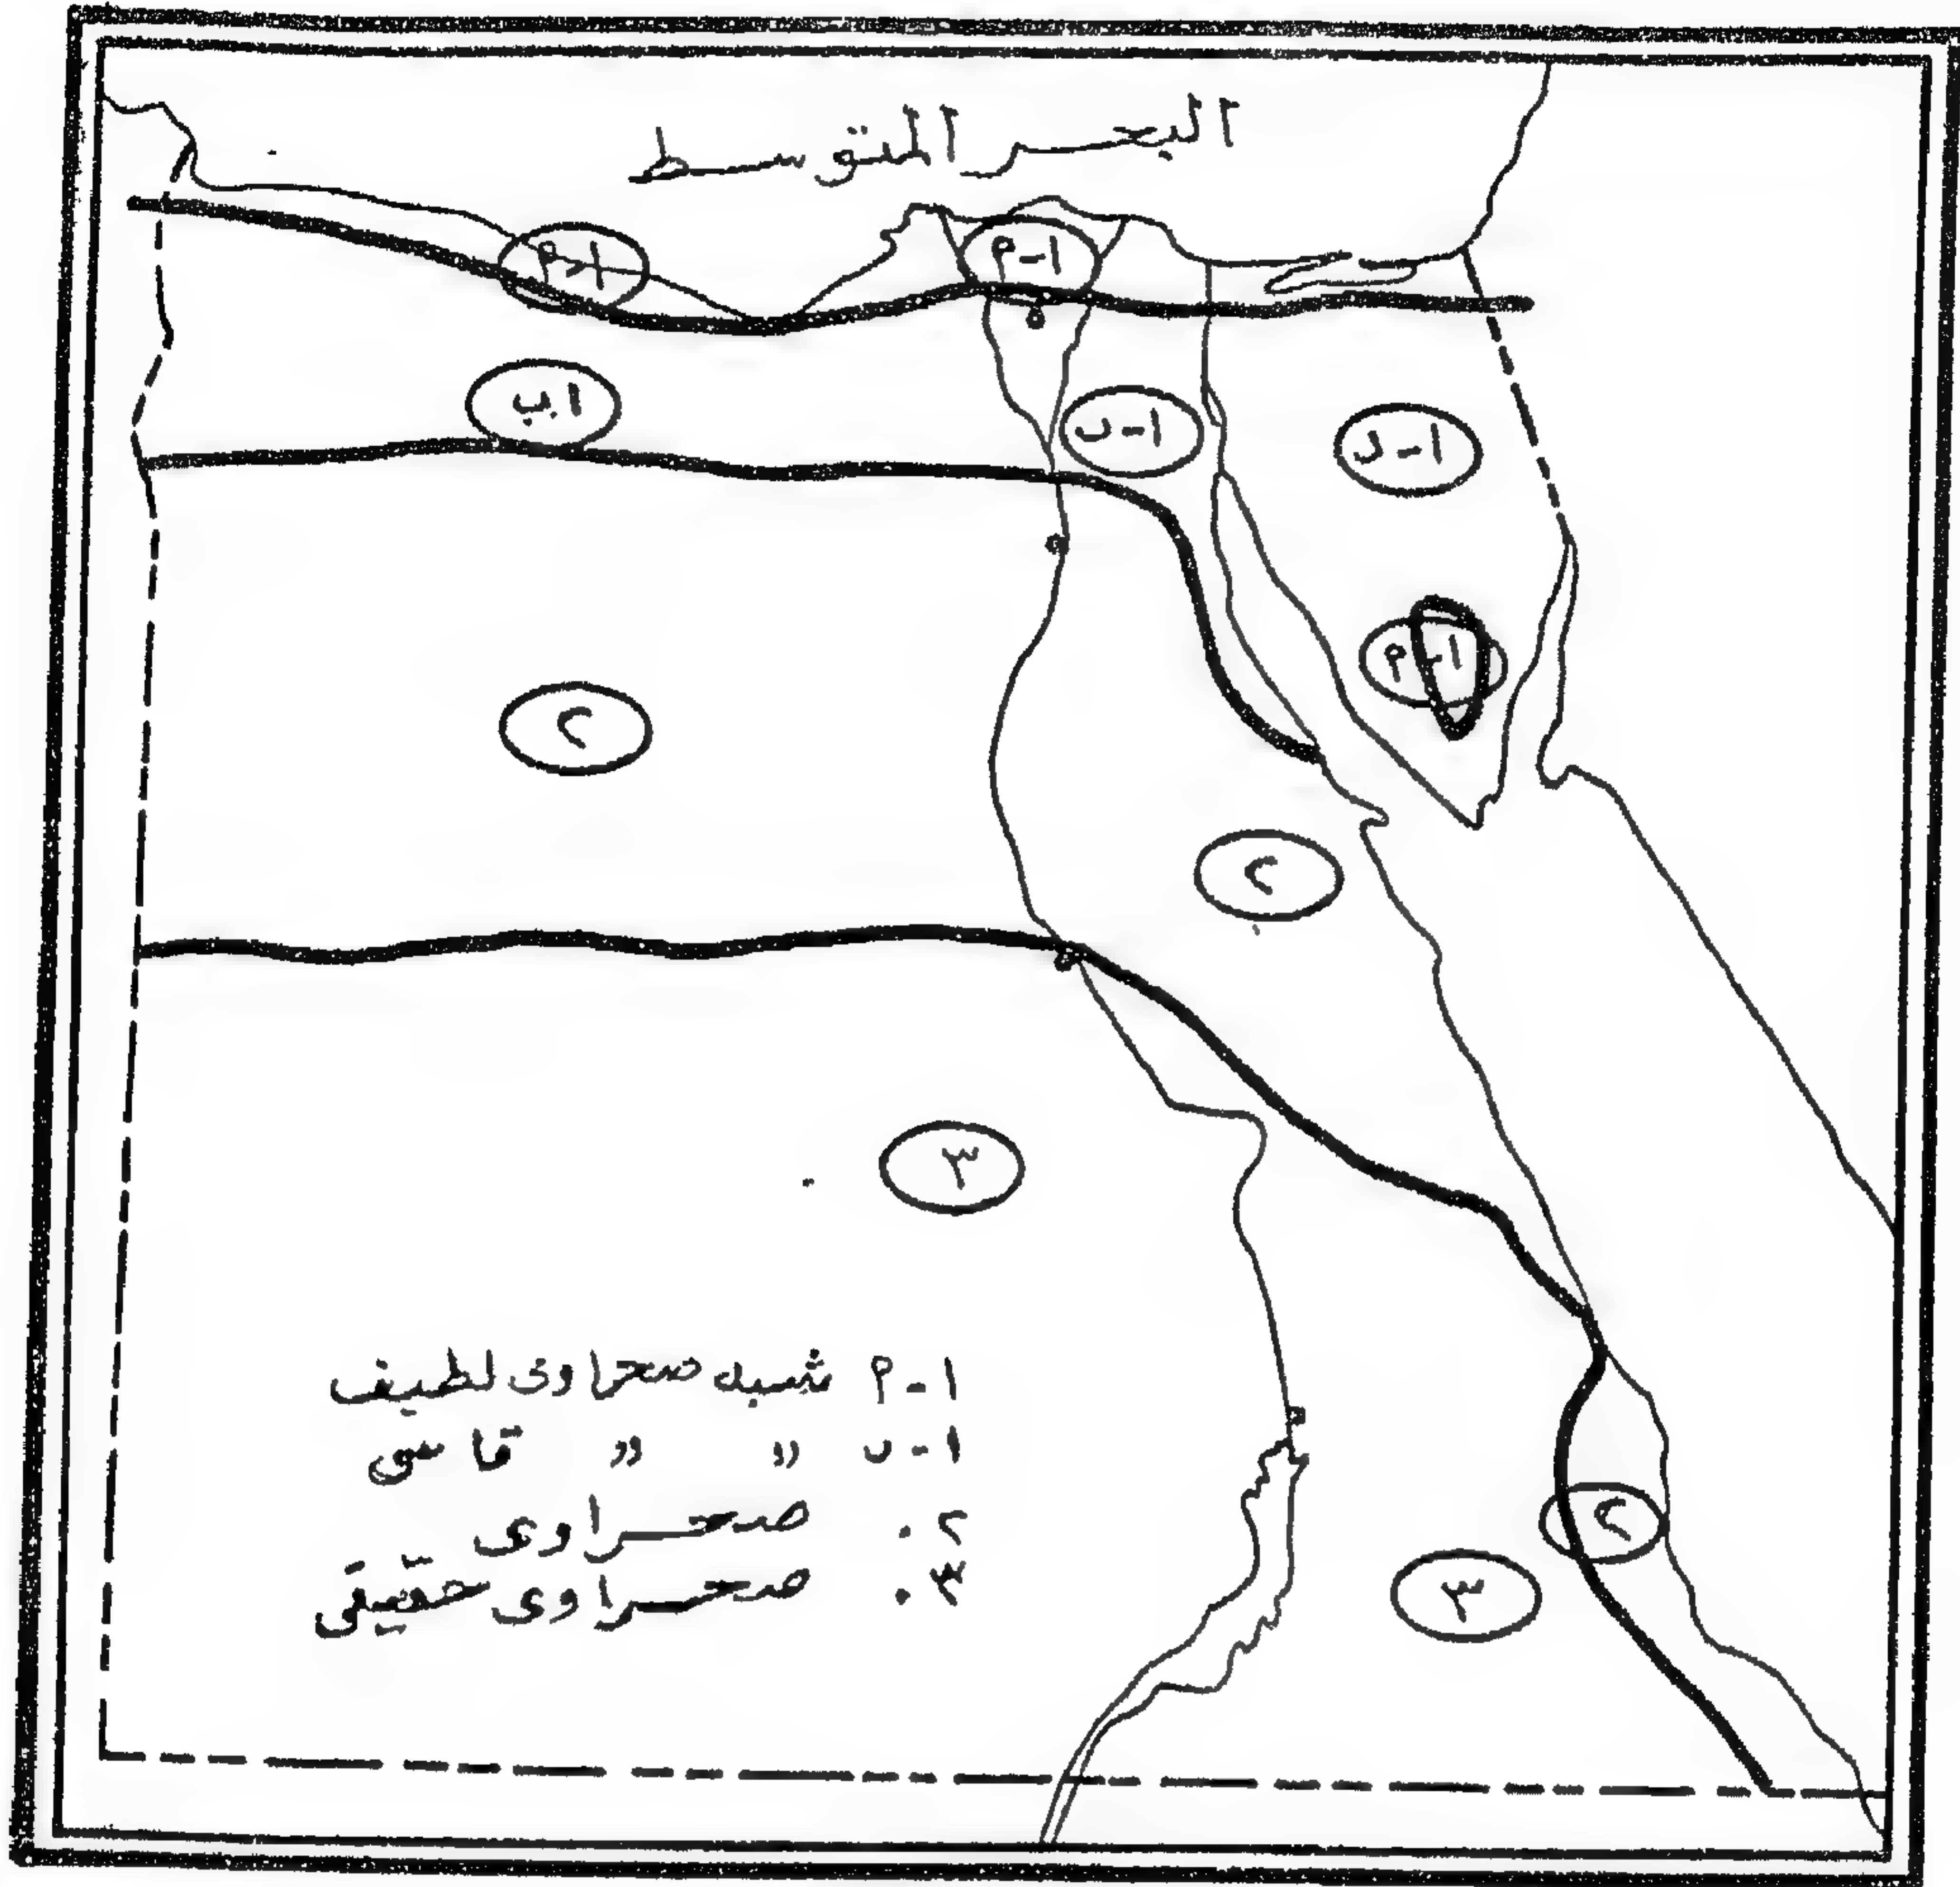 البحر المتوسط
١-م
١-م
١.ب
١-ب
١-ب
١-م
٢
٢
٣
٢
٣
١-م شبه صحراوى لطيف
١-ب " " قاسى
٢. صحراوى
٣. صحراوى حقيقى